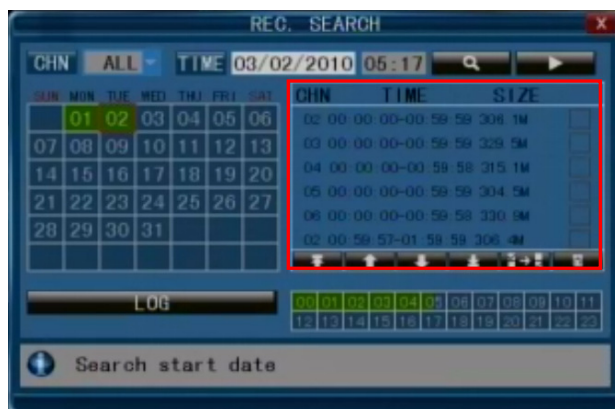 REC. SEARCH
CHN ALL TIME 03/02/2010 05:17
SUN MON TUE WED THU FRI SAT
01 02 03 04 05 06
07 08 09 10 11 12 13
14 15 16 17 18 19 20
21 22 23 24 25 26 27
28 29 30 31
CHN TIME SIZE
02 00:00:00-00:59:59 306.1M
03 00:00:00-00:59:59 329.5M
04 00:00:00-00:59:58 315.1M
05 00:00:00-00:59:59 304.5M
06 00:00:00-00:59:58 330.9M
02 00:59:57-01:59:59 306.4M
LOG
00 01 02 03 04 05 06 07 08 09 10 11
12 13 14 15 16 17 18 19 20 21 22 23
Search start date